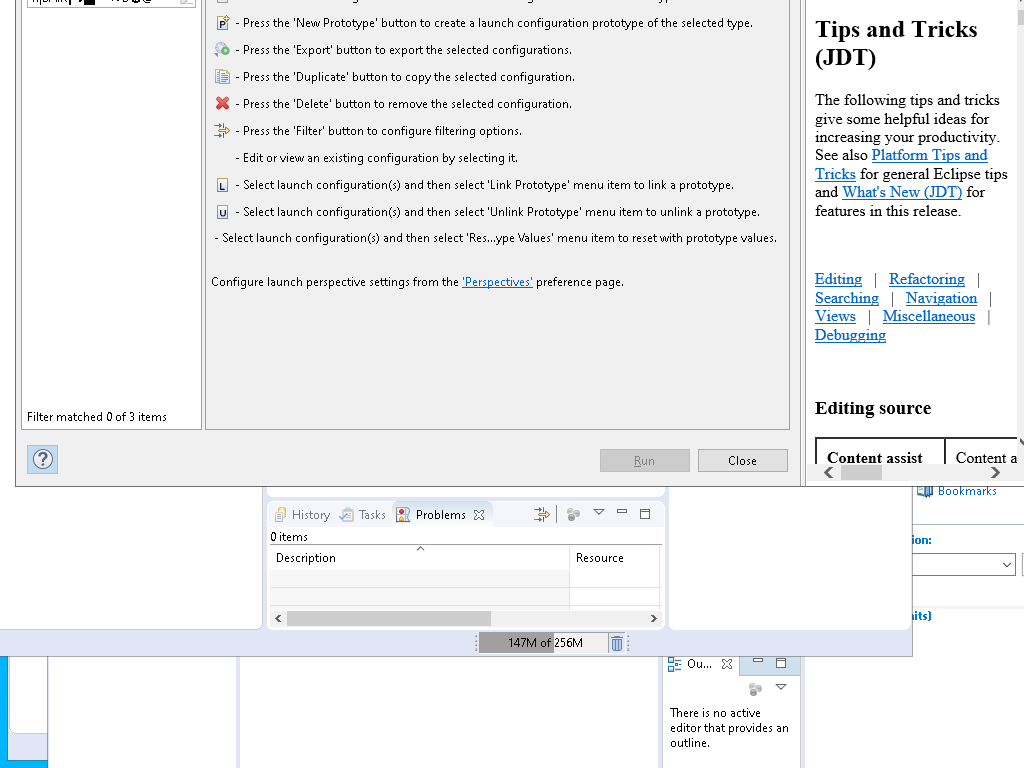 - Press the 'New Prototype' button to create a launch configuration prototype of the selected type.
- Press the 'Export' button to export the selected configurations.
- Press the 'Duplicate' button to copy the selected configuration.
- Press the 'Delete' button to remove the selected configuration.
- Press the 'Filter' button to configure filtering options.
- Edit or view an existing configuration by selecting it.
- Select launch configuration(s) and then select 'Link Prototype' menu item to link a prototype.
- Select launch configuration(s) and then select 'Unlink Prototype' menu item to unlink a prototype.
- Select launch configuration(s) and then select 'Res...ype Values' menu item to reset with prototype values.
Configure launch perspective settings from the 'Perspectives' preference page.
Filter matched 0 of 3 items
Run
Close
Tips and Tricks
(JDT)
The following tips and tricks
give some helpful ideas for
increasing your productivity.
See also Platform Tips and
Tricks for general Eclipse tips
and What's New (JDT) for
features in this release.
Editing | Refactoring |
Searching | Navigation |
Views | Miscellaneous |
Debugging
Editing source
Content assist
Content a
Bookmarks
ion:
its)
History
Tasks
Problems
0 items
Description
Resource
147M of 256M
Ou...
There is no active
editor that provides an
outline.